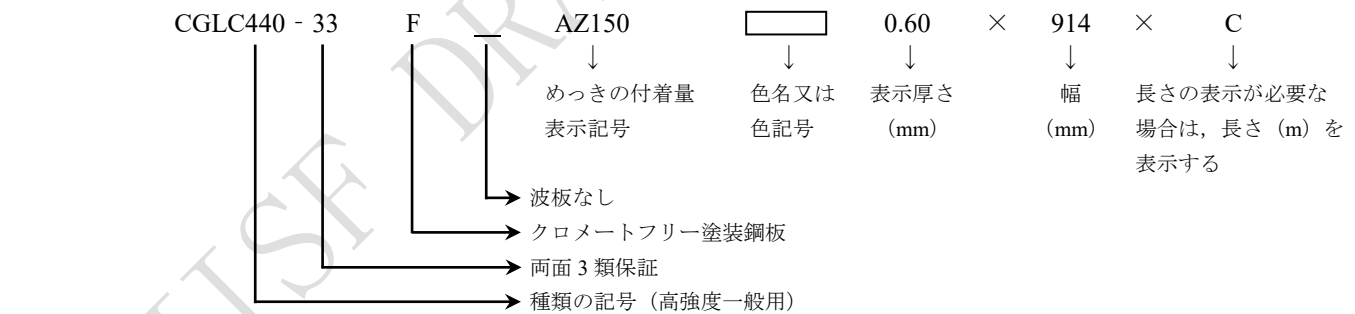 CGLC440‐33 F _ AZ150 0.60 × 914 × C
↓ ↓ ↓ ↓ ↓
めっきの付着量 色名又は 表示厚さ 幅 長さの表示が必要な
表示記号 色記号 （mm） （mm） 場合は，長さ（m）を
表示する
波板なし
クロメートフリー塗装鋼板
両面 3 類保証
種類の記号（高強度一般用）
JISF DRA